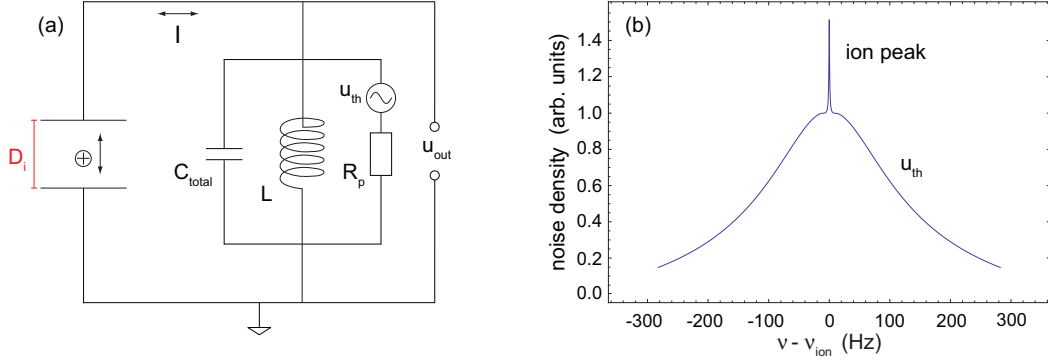 (a)
I
D_i
C_total
L
u_th
R_p
u_out
(b)
noise density (arb. units)
1.4
1.2
1.0
0.8
0.6
0.4
0.2
0.0
ion peak
u_th
-300 -200 -100 0 100 200 300
ν - ν_ion (Hz)